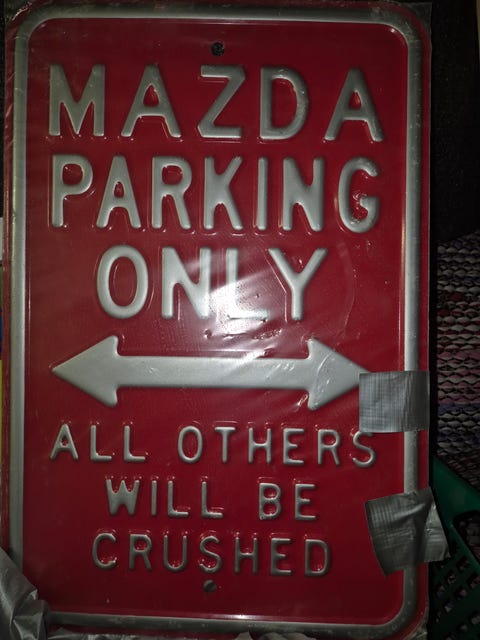 MAZDA
PARKING
ONLY
ALL OTHERS
WILL BE
CRUSHED